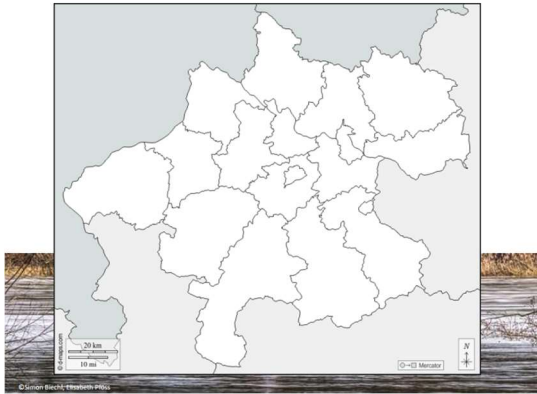 © d-maps.com
20 km
10 mi
Mercator
N
©Simon Biechl, Elisabeth Pfoss